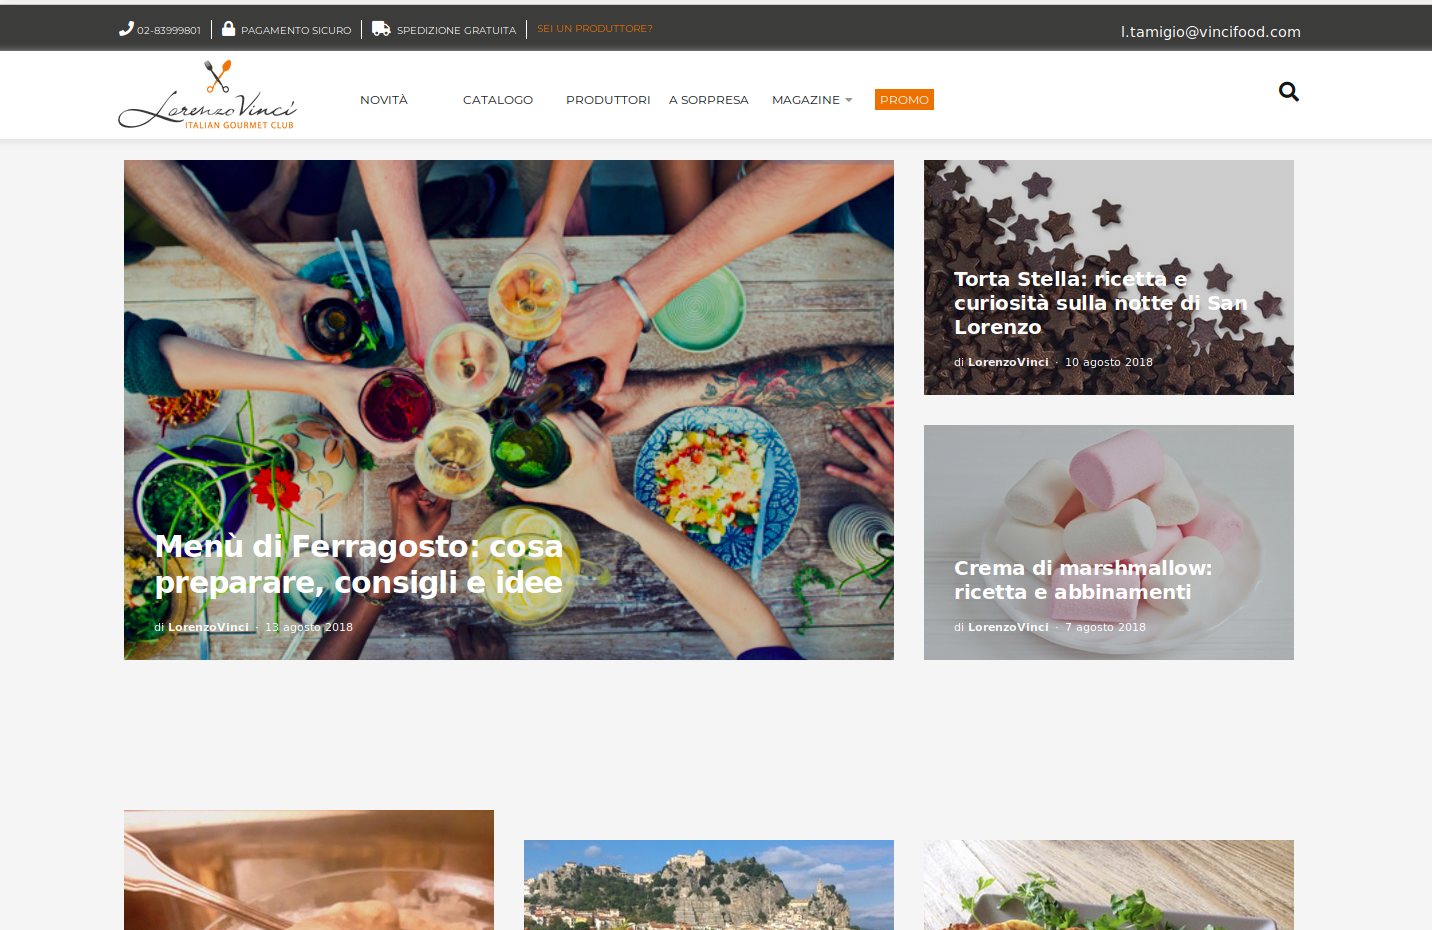 02-83999801
PAGAMENTO SICURO
SPEDIZIONE GRATUITA
SEI UN PRODUTTORE?
l.tamigio@vincifood.com
Lorenzo Vinci
ITALIAN GOURMET CLUB
NOVITÀ
CATALOGO
PRODUTTORI
A SORPRESA
MAGAZINE
PROMO
Menù di Ferragosto: cosa
preparare, consigli e idee
di LorenzoVinci · 13 agosto 2018
Torta Stella: ricetta e
curiosità sulla notte di San
Lorenzo
di LorenzoVinci · 10 agosto 2018
Crema di marshmallow:
ricetta e abbinamenti
di LorenzoVinci · 7 agosto 2018